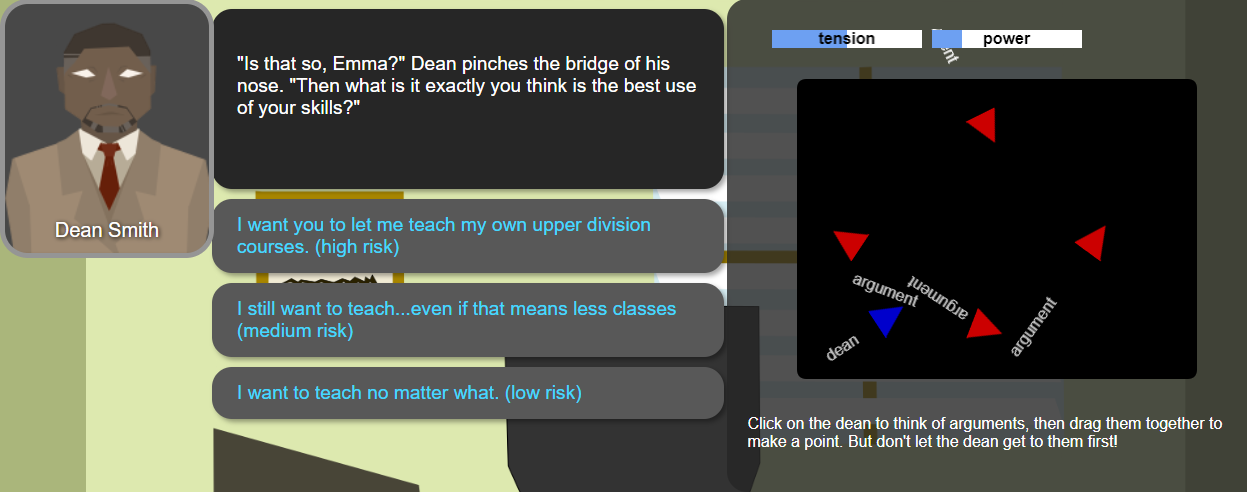 "Is that so, Emma?" Dean pinches the bridge of his
nose. "Then what is it exactly you think is the best use
of your skills?"
Dean Smith
I want you to let me teach my own upper division
courses. (high risk)
I still want to teach...even if that means less classes
(medium risk)
I want to teach no matter what. (low risk)
tension
power
argument
argument
argument
dean
Click on the dean to think of arguments, then drag them together to
make a point. But don't let the dean get to them first!